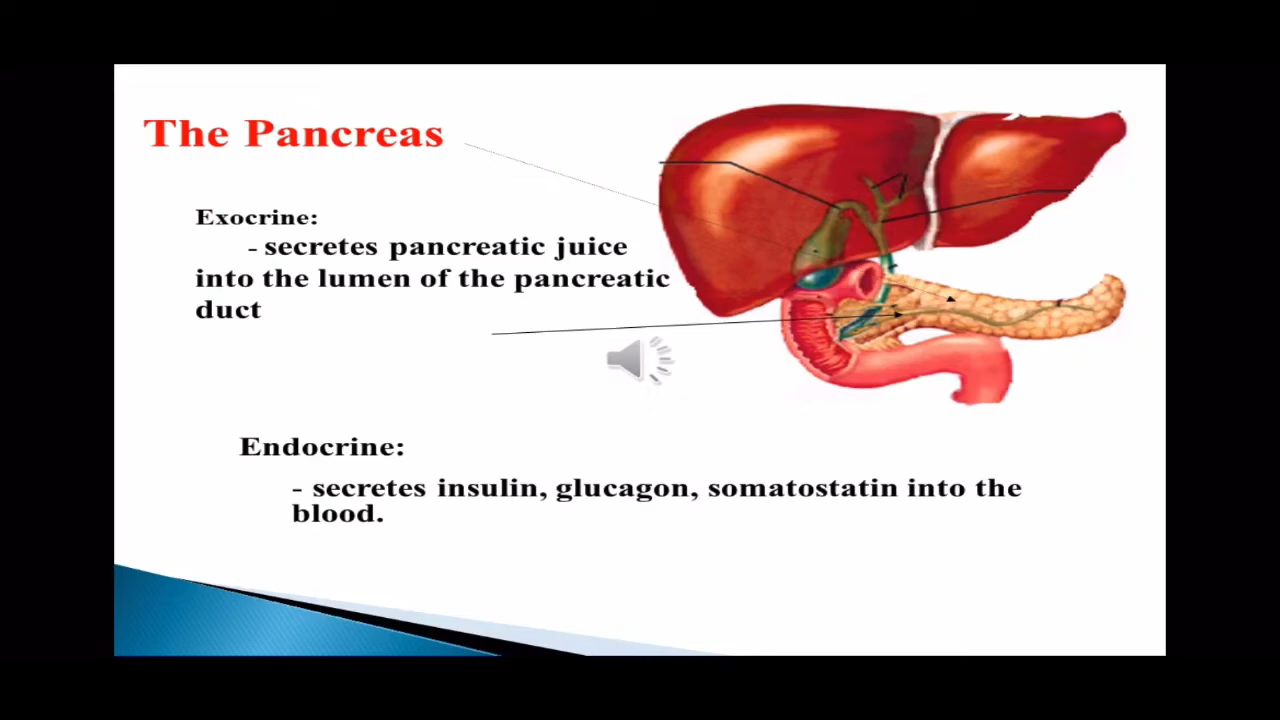 The Pancreas
Exocrine:
- secretes pancreatic juice
into the lumen of the pancreatic
duct
Endocrine:
- secretes insulin, glucagon, somatostatin into the
blood.